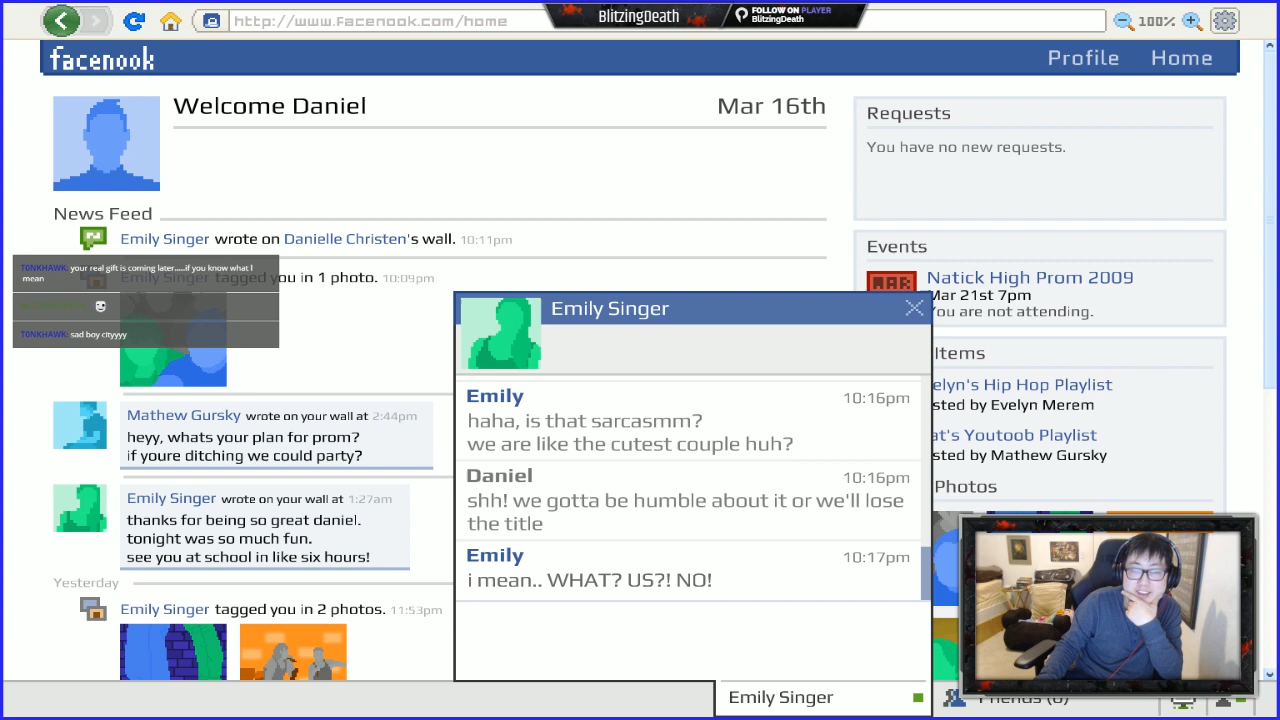 http://www.facenook.com/home
BlitzingDeath
FOLLOW ON PLAYER
BlitzingDeath
100%
facenook
Profile
Home
Welcome Daniel
Mar 16th
News Feed
Emily Singer wrote on Danielle Christen's wall. 10:11pm
tagged you in 1 photo. 10:09pm
T0NKHAWK: your real gift is coming later.....if you know what I
mean
T0NKHAWK: sad boy cityyyy
Mathew Gursky wrote on your wall at 2:44pm
heyy, whats your plan for prom?
if youre ditching we could party?
Emily Singer wrote on your wall at 1:27am
thanks for being so great daniel.
tonight was so much fun.
see you at school in like six hours!
Yesterday
Emily Singer tagged you in 2 photos. 11:53pm
Emily Singer
Emily 10:16pm
haha, is that sarcasmm?
we are like the cutest couple huh?
Daniel 10:16pm
shh! we gotta be humble about it or we'll lose
the title
Emily 10:17pm
i mean.. WHAT? US?! NO!
Emily Singer
Requests
You have no new requests.
Events
MAR
Natick High Prom 2009
Mar 21st 7pm
You are not attending.
Items
elyn's Hip Hop Playlist
sted by Evelyn Merem
at's Youtoob Playlist
sted by Mathew Gursky
Photos
Friends